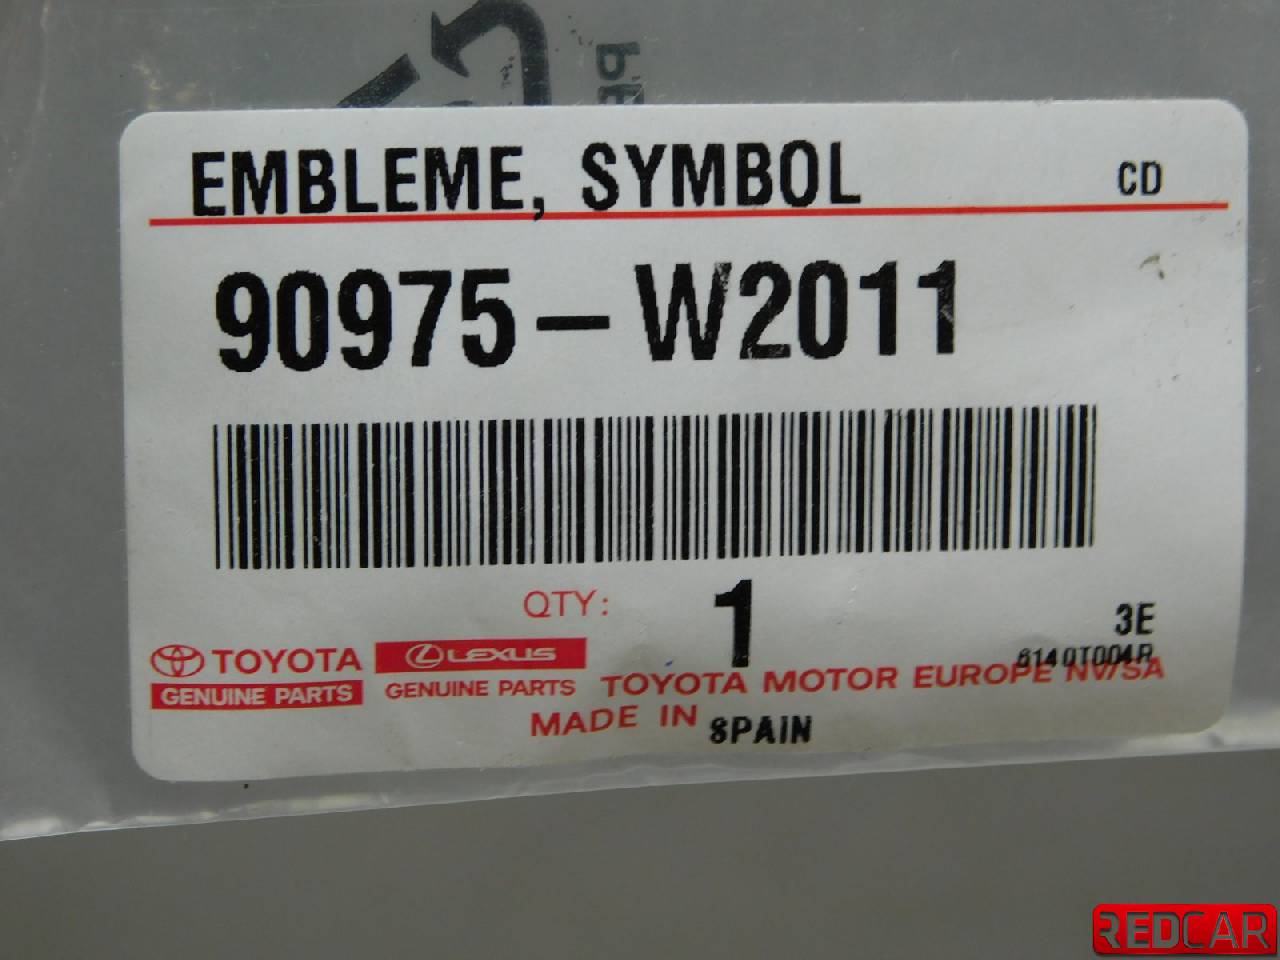 EMBLEME, SYMBOL CD
90975-W2011
QTY: 1
3E
TOYOTA
GENUINE PARTS
LEXUS
GENUINE PARTS
6140T004R
TOYOTA MOTOR EUROPE NV/SA
MADE IN SPAIN
REDCAR